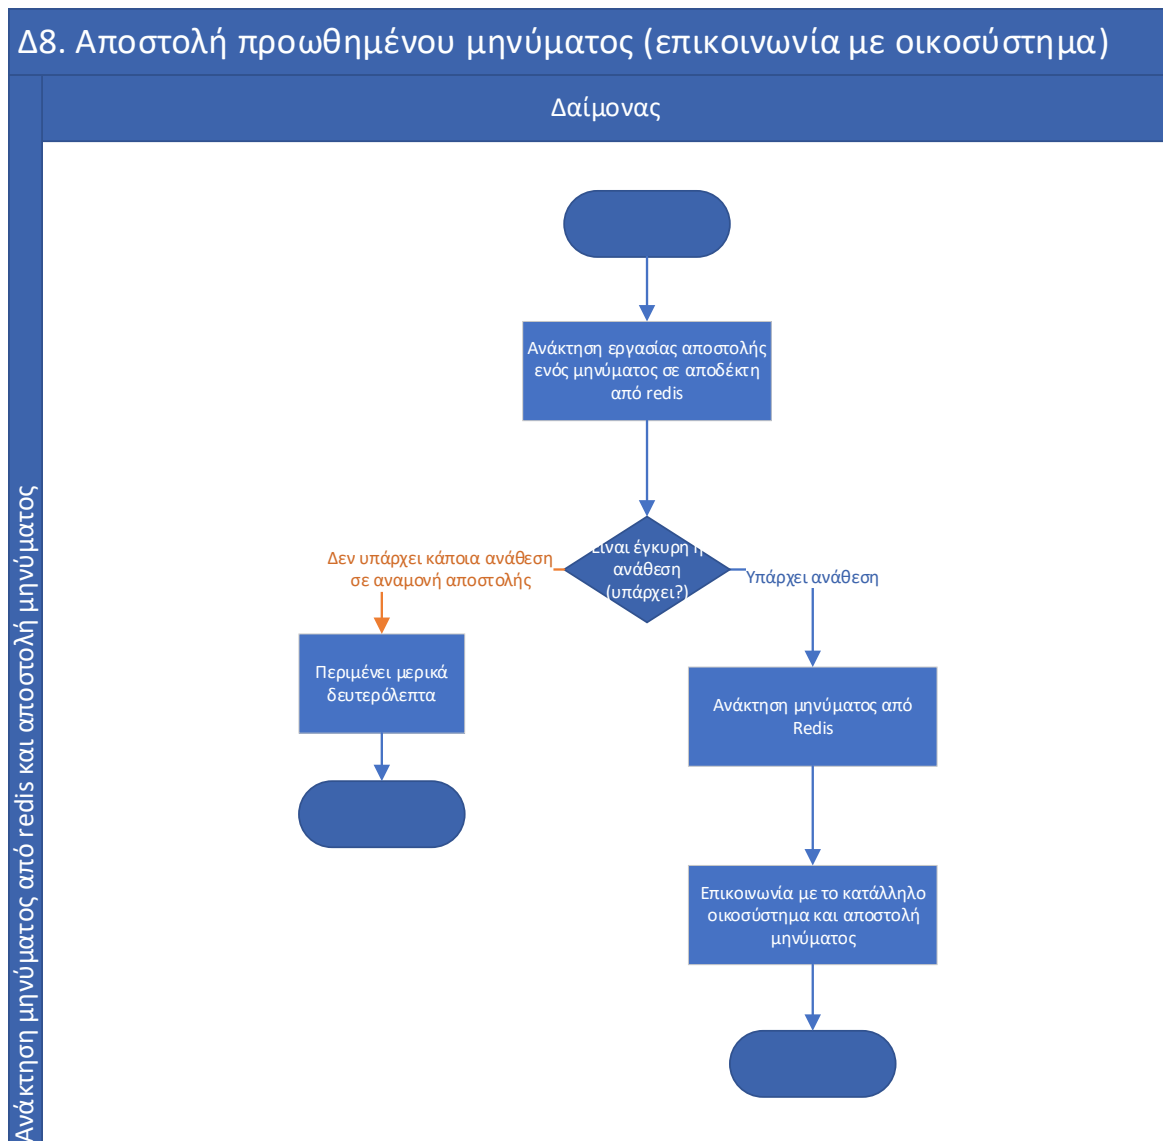 Δ8. Αποστολή προωθημένου μηνύματος (επικοινωνία με οικοσύστημα)
Δαίμονας
Ανάκτηση μηνύματος από redis και αποστολή μηνύματος
Ανάκτηση εργασίας αποστολής
ενός μηνύματος σε αποδέκτη
από redis
Είναι έγκυρη η
ανάθεση
(υπάρχει?)
Δεν υπάρχει κάποια ανάθεση
σε αναμονή αποστολής
Υπάρχει ανάθεση
Περιμένει μερικά
δευτερόλεπτα
Ανάκτηση μηνύματος από
Redis
Επικοινωνία με το κατάλληλο
οικοσύστημα και αποστολή
μηνύματος